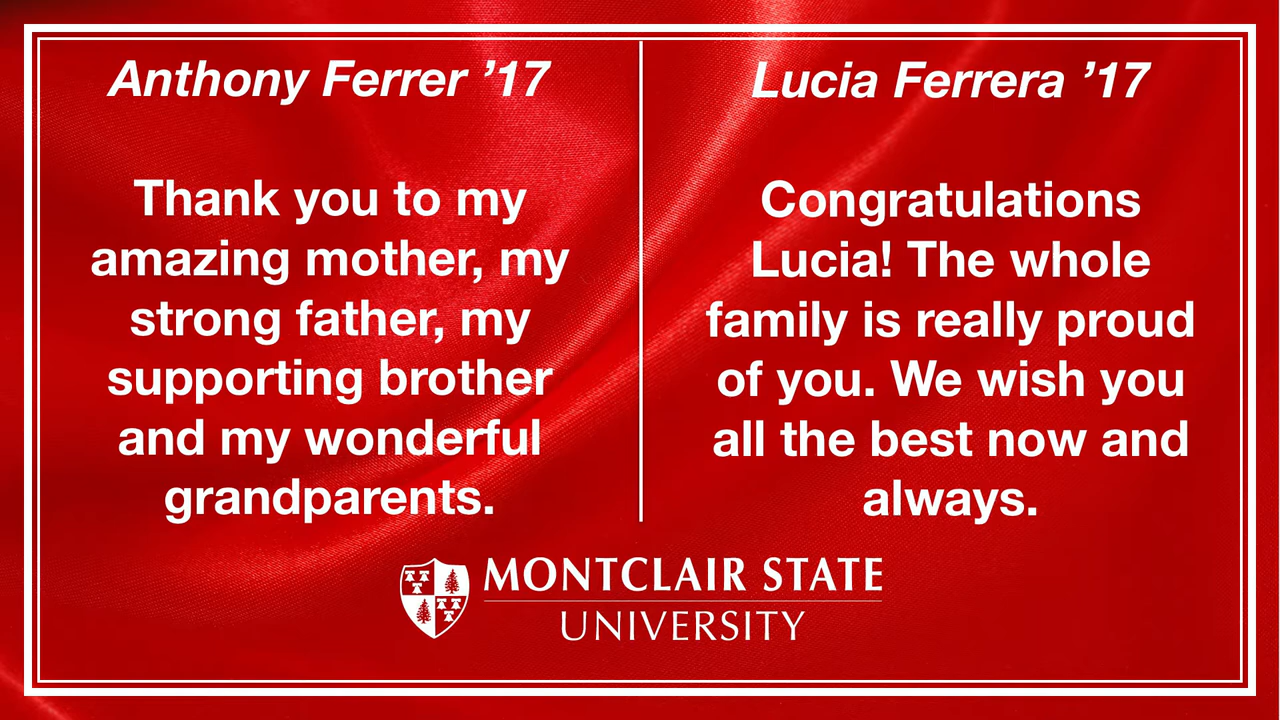 Anthony Ferrer ’17
Thank you to my
amazing mother, my
strong father, my
supporting brother
and my wonderful
grandparents.
Lucia Ferrera ’17
Congratulations
Lucia! The whole
family is really proud
of you. We wish you
all the best now and
always.
MONTCLAIR STATE
UNIVERSITY